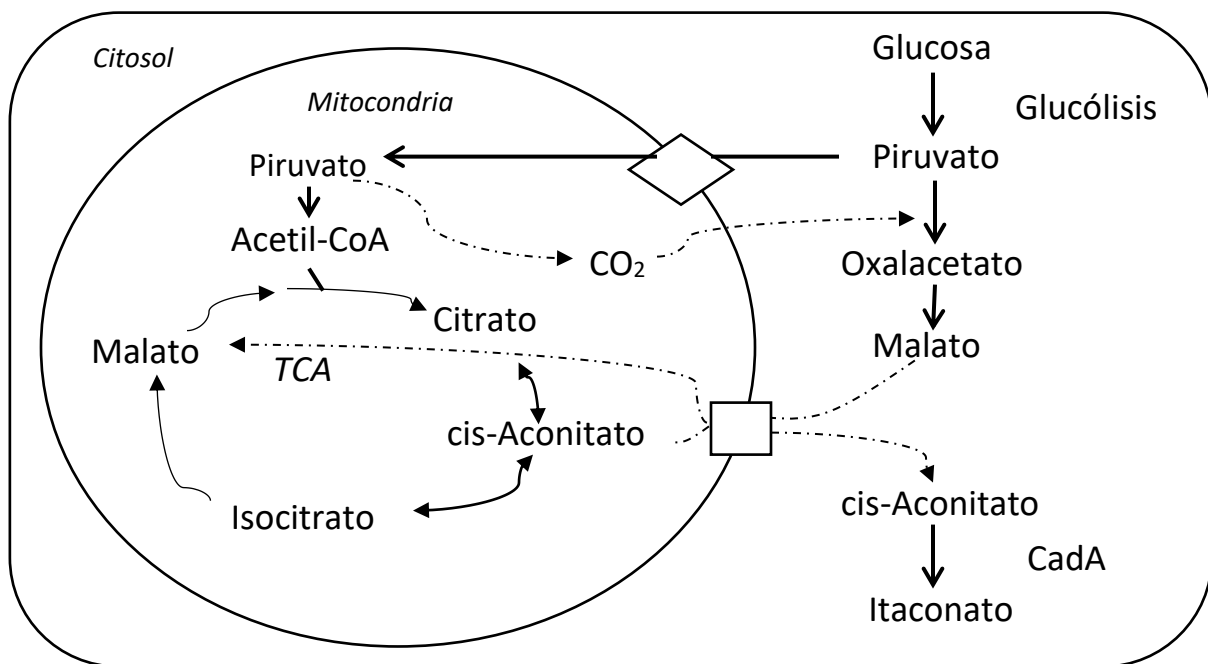 Citosol
Glucosa
Mitocondria
Glucólisis
Piruvato
Piruvato
Acetil-CoA
CO₂
Oxalacetato
Citrato
Malato
Malato
TCA
cis-Aconitato
cis-Aconitato
Isocitrato
CadA
Itaconato